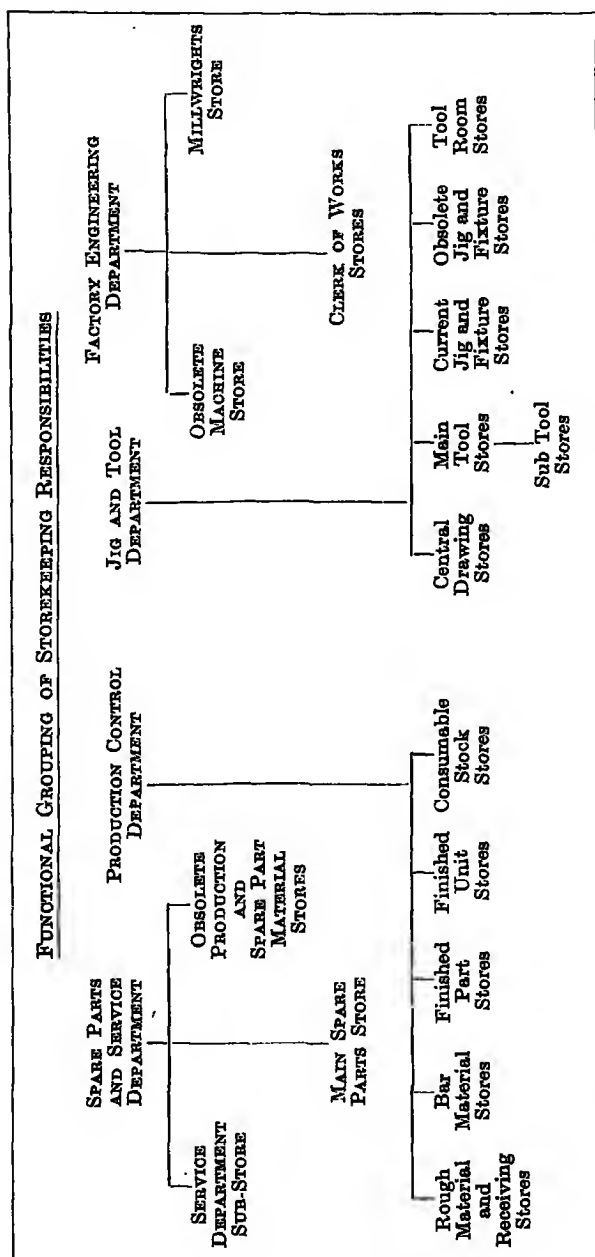 FUNCTIONAL GROUPING OF STOREKEEPING RESPONSIBILITIES
SPARE PARTS
AND SERVICE
DEPARTMENT
PRODUCTION CONTROL
DEPARTMENT
JIG AND TOOL
DEPARTMENT
FACTORY ENGINEERING
DEPARTMENT
SERVICE
DEPARTMENT
SUB-STORE
OBSOLETE
PRODUCTION
AND
SPARE PART
MATERIAL
STORES
OBSOLETE
MACHINE
STORE
MILLWRIGHTS
STORE
MAIN SPARE
PARTS STORE
CLERK OF WORKS
STORES
Rough
Material
and
Receiving
Stores
Bar
Material
Stores
Finished
Part
Stores
Finished
Unit
Stores
Consumable
Stock
Stores
Central
Drawing
Stores
Main
Tool
Stores
Current
Jig and
Fixture
Stores
Obsolete
Jig and
Fixture
Stores
Tool
Room
Stores
Sub Tool
Stores